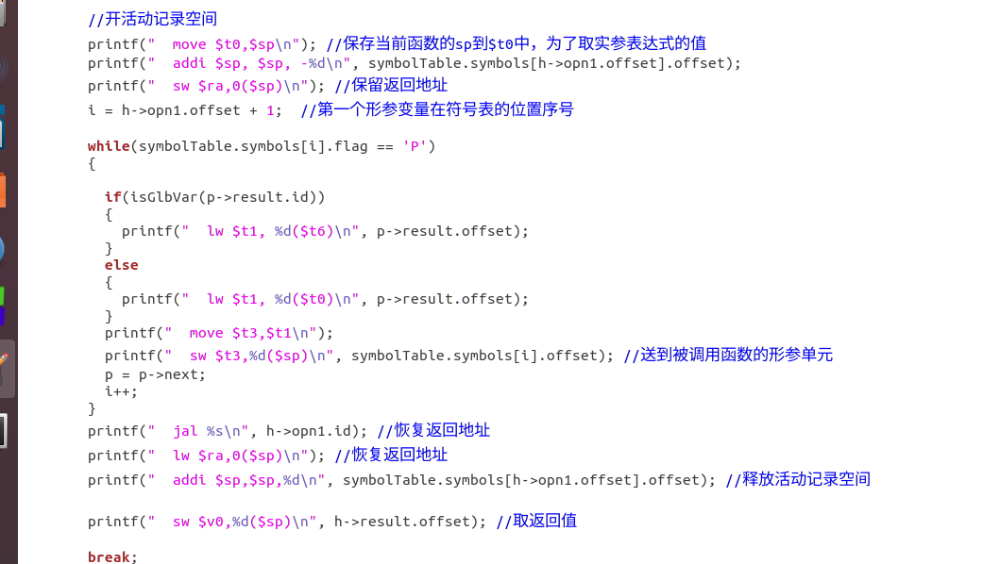 //开活动记录空间
printf("  move $t0,$sp\n"); //保存当前函数的sp到$t0中，为了取实参表达式的值
printf("  addi $sp, $sp, -%d\n", symbolTable.symbols[h->opn1.offset].offset);
printf("  sw $ra,0($sp)\n"); //保留返回地址
i = h->opn1.offset + 1;  //第一个形参变量在符号表的位置序号
while(symbolTable.symbols[i].flag == 'P')
{
if(isGlbVar(p->result.id))
{
printf("  lw $t1, %d($t6)\n", p->result.offset);
}
else
{
printf("  lw $t1, %d($t0)\n", p->result.offset);
}
printf("  move $t3,$t1\n");
printf("  sw $t3,%d($sp)\n", symbolTable.symbols[i].offset); //送到被调用函数的形参单元
p = p->next;
i++;
}
printf("  jal %s\n", h->opn1.id); //恢复返回地址
printf("  lw $ra,0($sp)\n"); //恢复返回地址
printf("  addi $sp,$sp,%d\n", symbolTable.symbols[h->opn1.offset].offset); //释放活动记录空间
printf("  sw $v0,%d($sp)\n", h->result.offset); //取返回值
break;